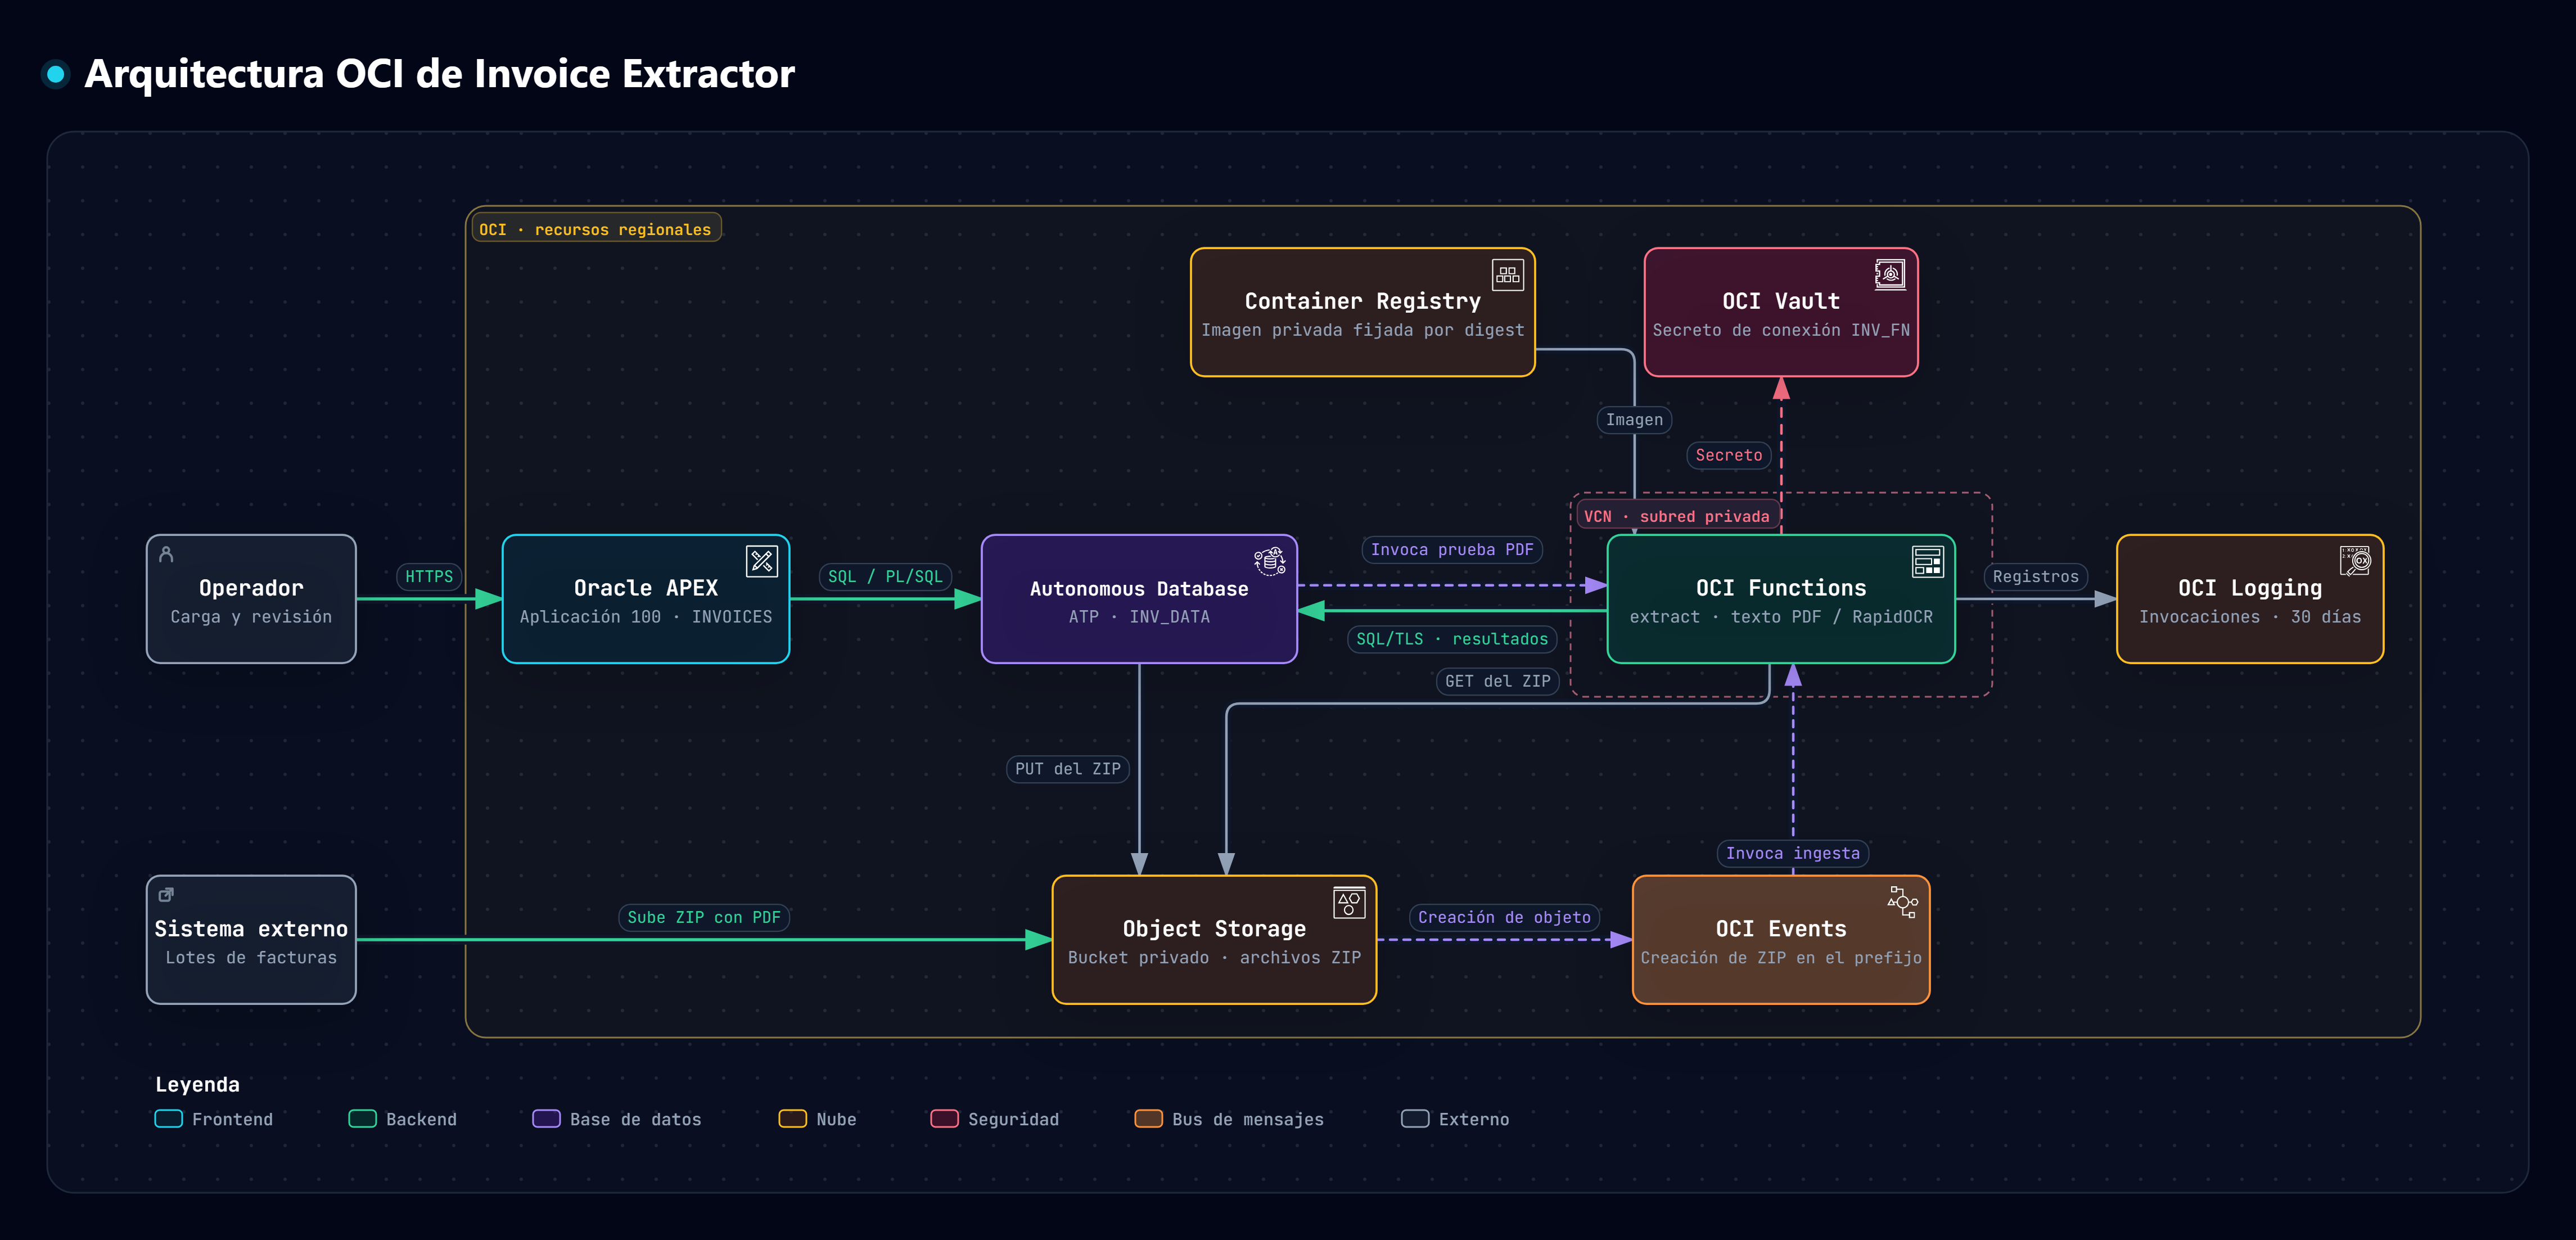 Arquitectura OCI de Invoice Extractor
OCI · recursos regionales
Container Registry
Imagen privada fijada por digest
OCI Vault
Secreto de conexión INV_FN
Imagen
Secreto
VCN · subred privada
Operador
Carga y revisión
HTTPS
Oracle APEX
Aplicación 100 · INVOICES
SQL / PL/SQL
Autonomous Database
ATP · INV_DATA
Invoca prueba PDF
SQL/TLS · resultados
OCI Functions
extract · texto PDF / RapidOCR
Registros
OCI Logging
Invocaciones · 30 días
GET del ZIP
PUT del ZIP
Invoca ingesta
Sistema externo
Lotes de facturas
Sube ZIP con PDF
Object Storage
Bucket privado · archivos ZIP
Creación de objeto
OCI Events
Creación de ZIP en el prefijo
Leyenda
Frontend
Backend
Base de datos
Nube
Seguridad
Bus de mensajes
Externo